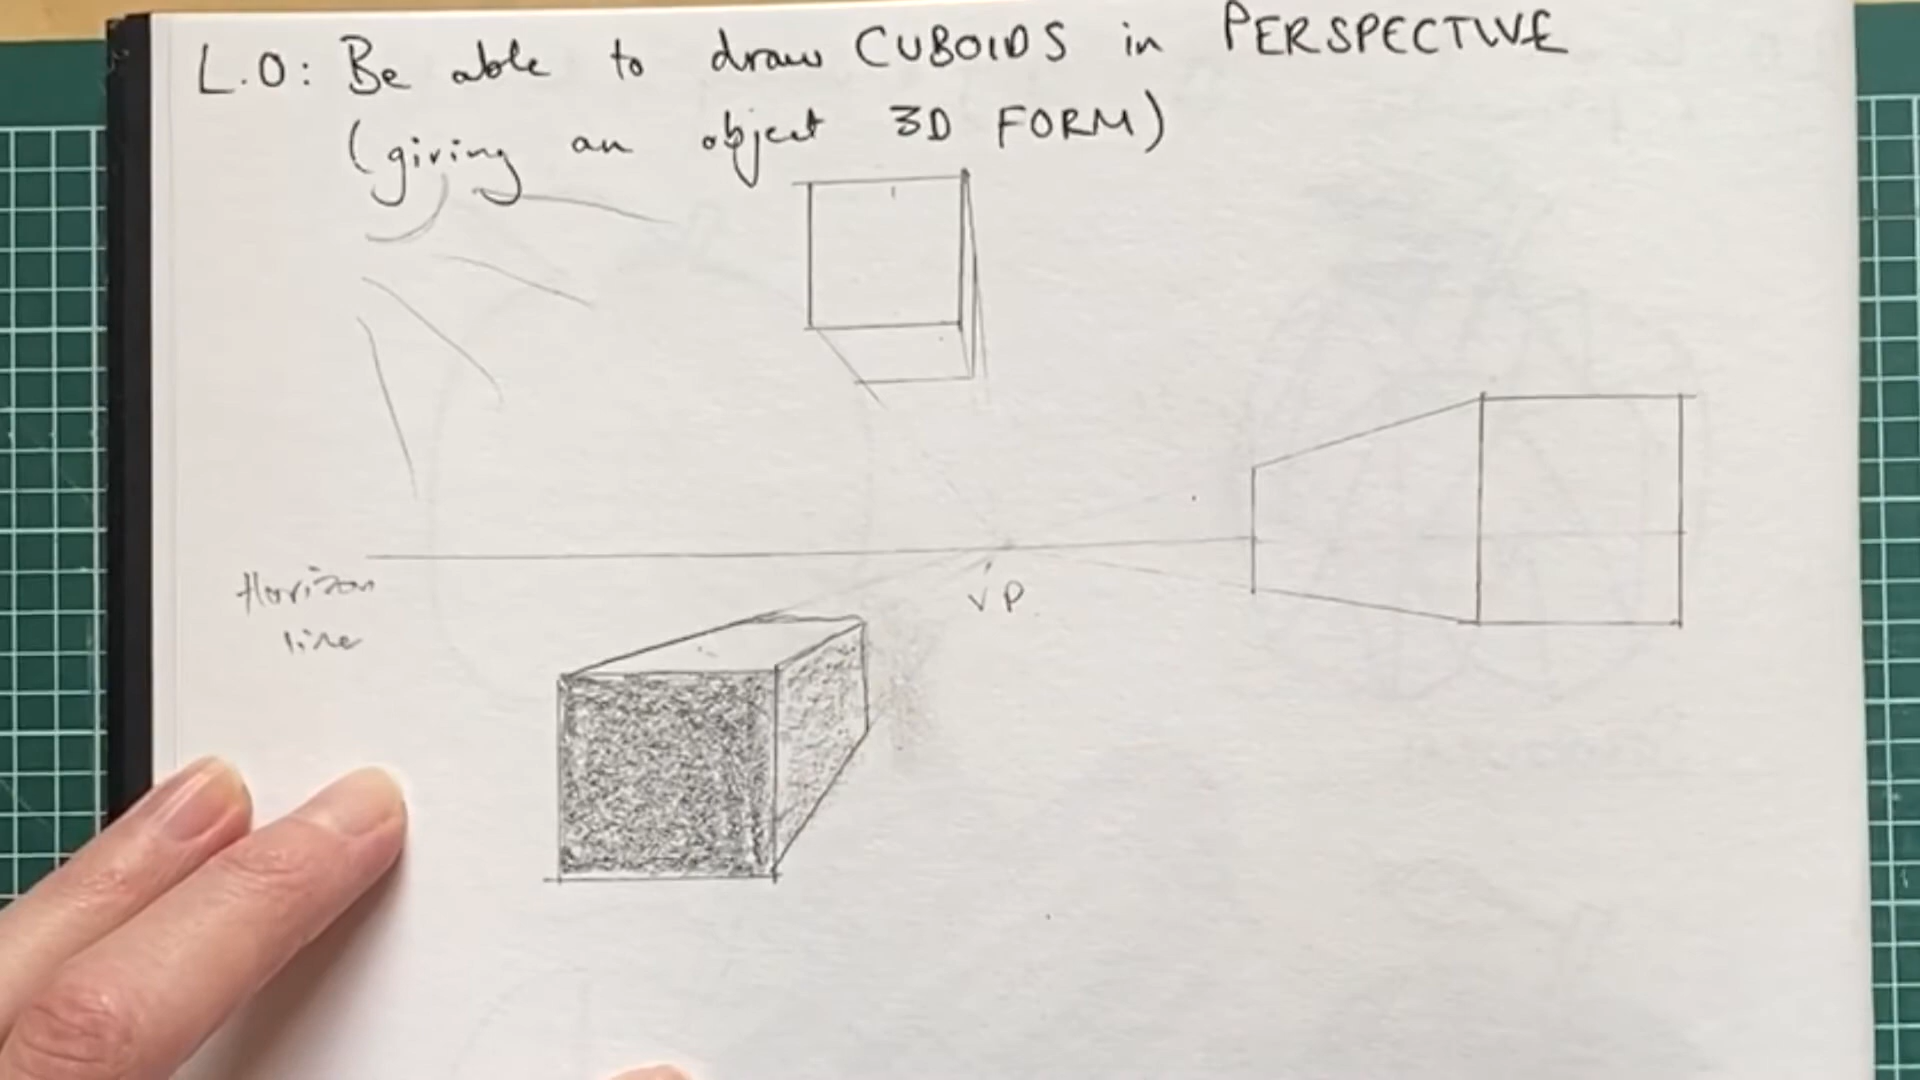 L.O: Be able to draw CUBOIDS in PERSPECTIVE
(giving an object 3D FORM)
Horizon
line
VP